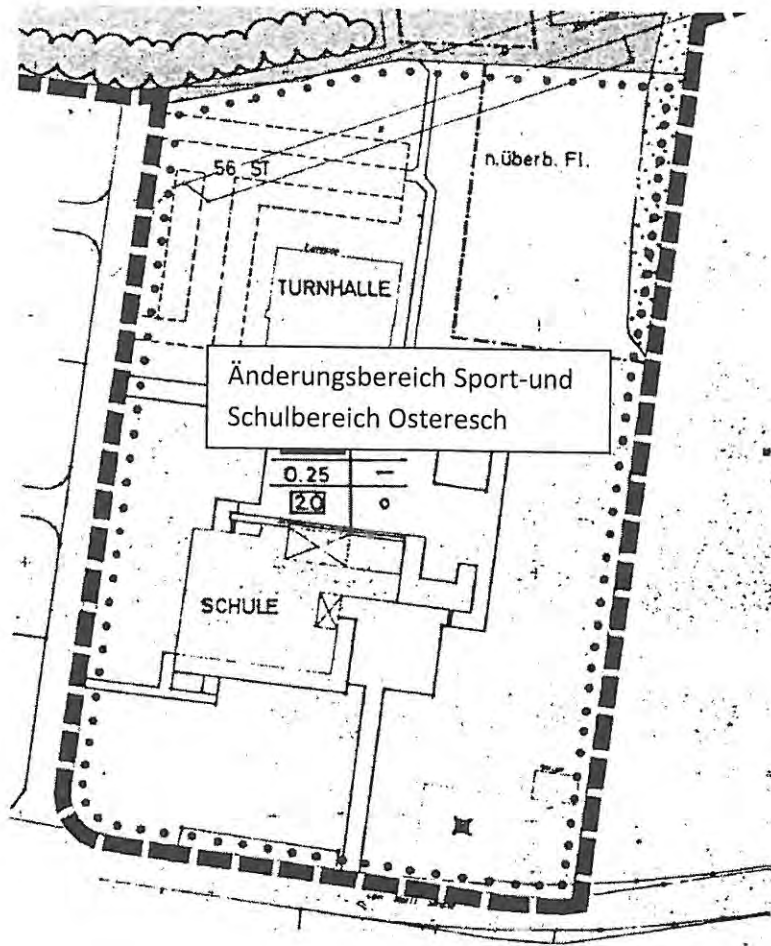 56 ST
n.überb. Fl.
TURNHALLE
Änderungsbereich Sport-und
Schulbereich Osteresch
0.25 –
2.0 o
SCHULE